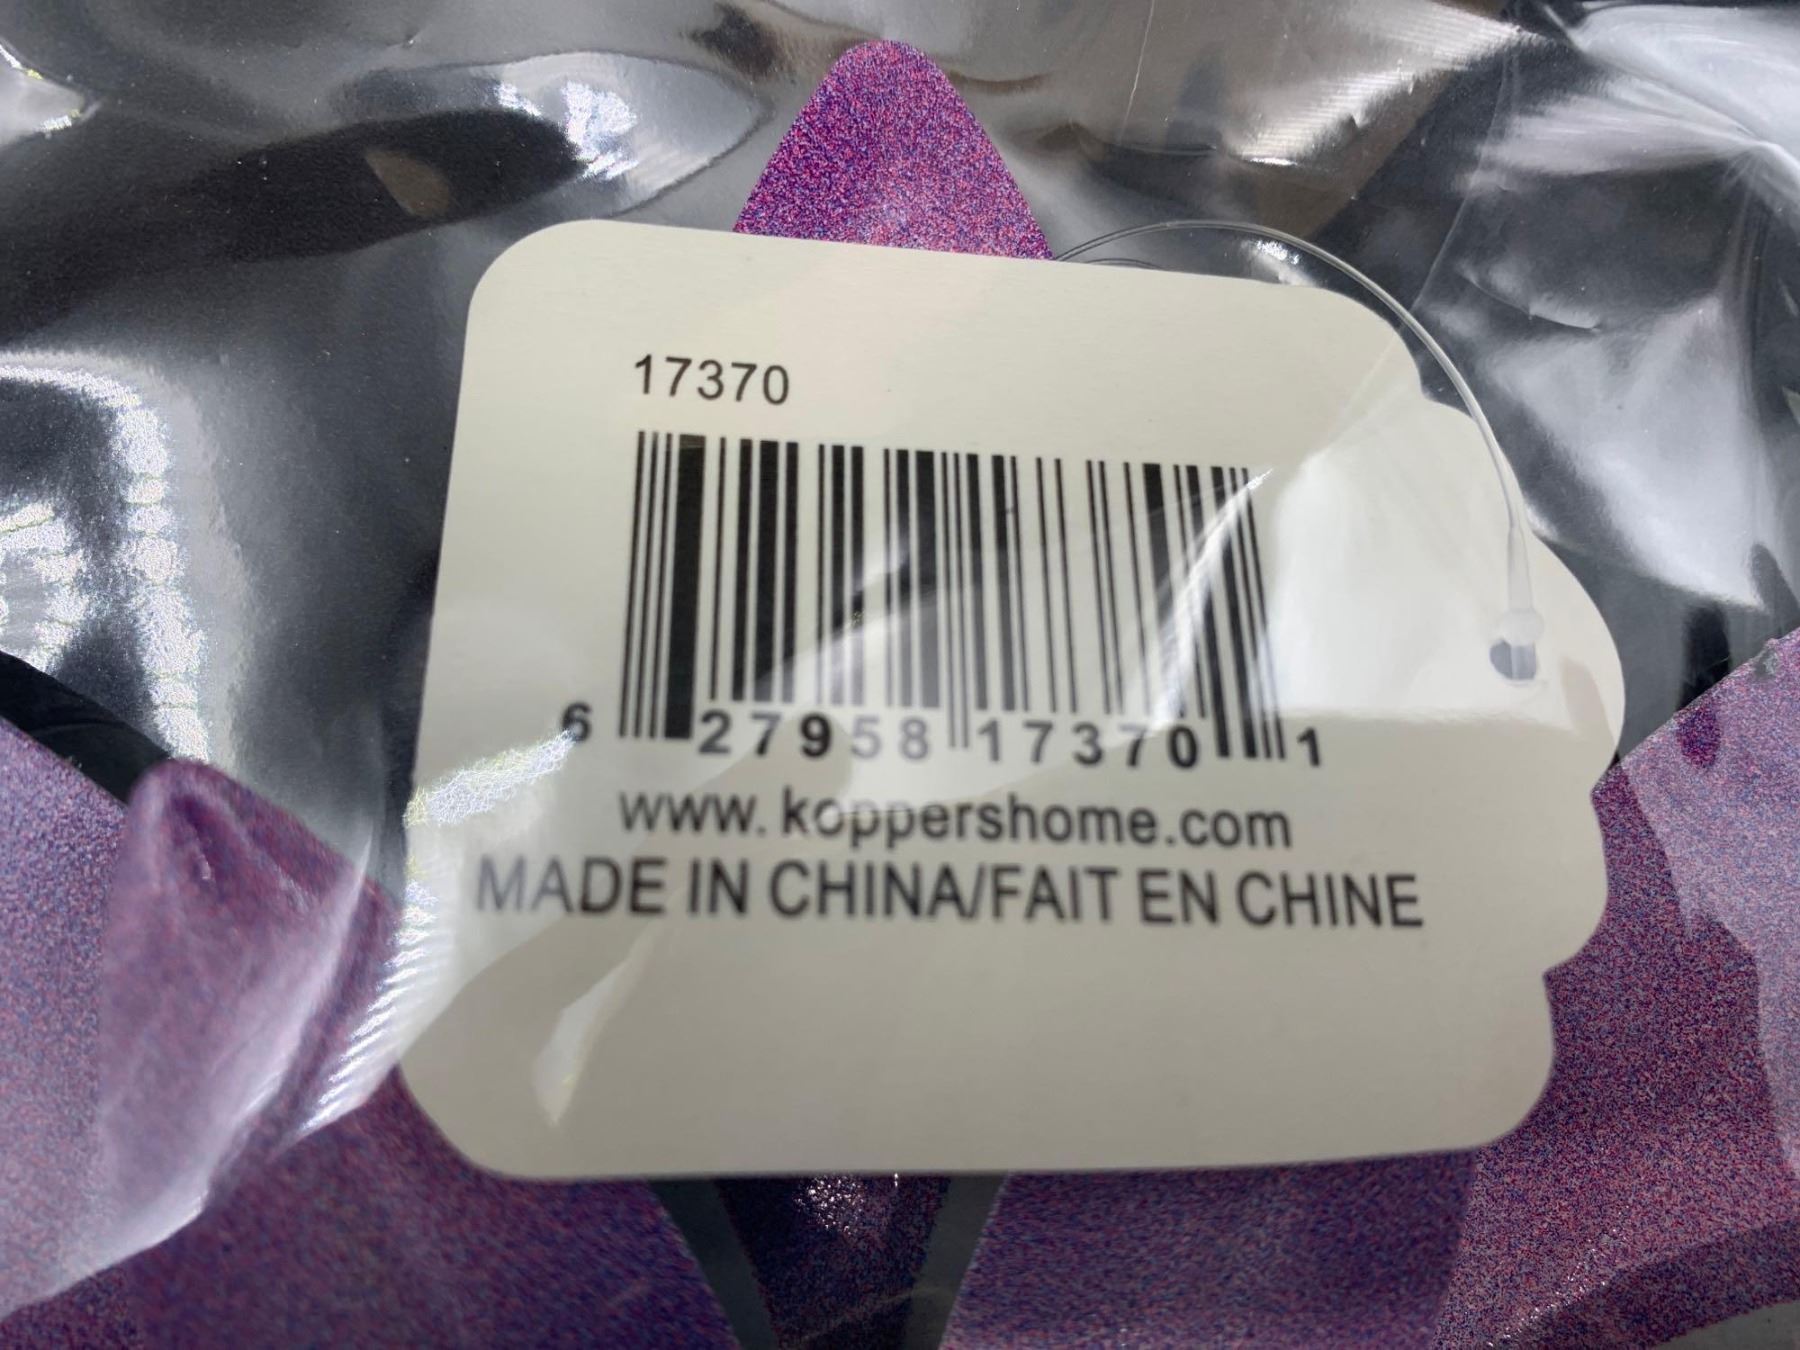 17370
6 27958 17370 1
www.koppershome.com
MADE IN CHINA/FAIT EN CHINE